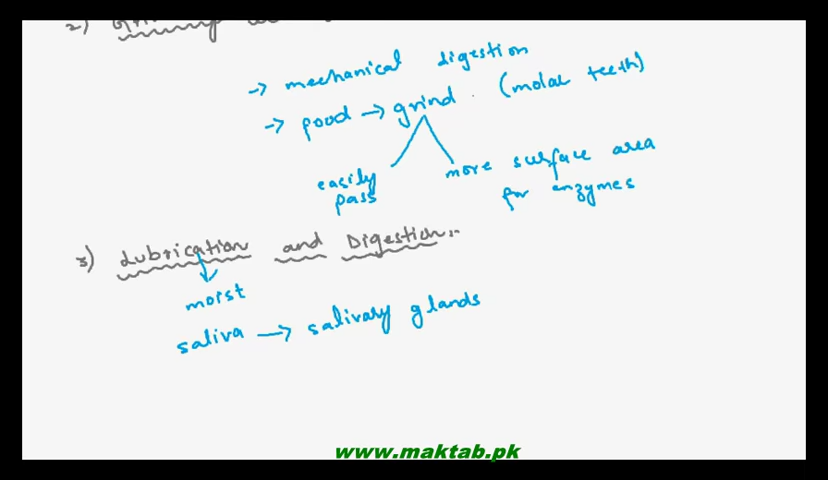 2)
-> mechanical digestion
-> food -> grind (molar teeth)
easily pass
more surface area for enzymes
3) Lubrication and Digestion:-
moist
saliva -> salivary glands
www.maktab.pk